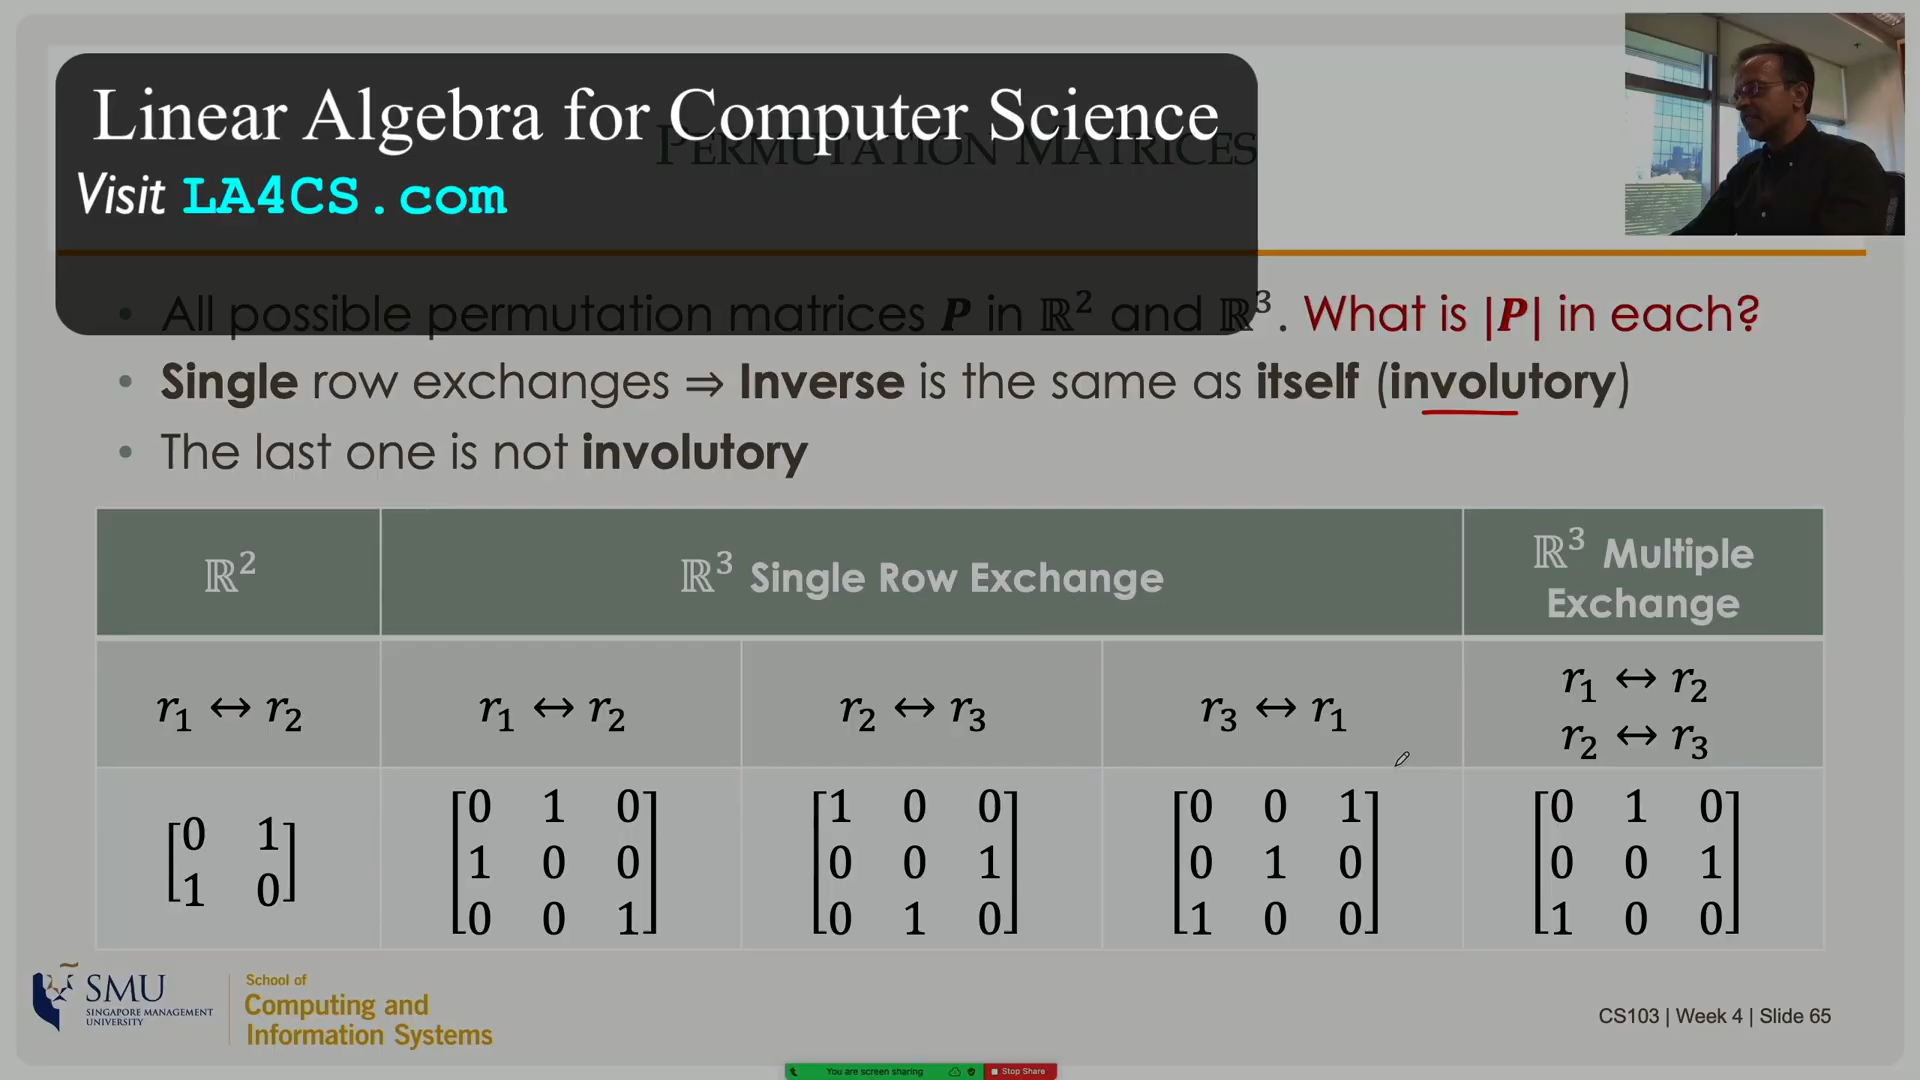 Linear Algebra for Computer Science
PERMUTATION MATRICES
Visit LA4CS.com
• All possible permutation matrices P in ℝ² and ℝ³. What is |P| in each?
• Single row exchanges ⇒ Inverse is the same as itself (involutory)
• The last one is not involutory
ℝ² ℝ³ Single Row Exchange ℝ³ Multiple Exchange
r₁ ↔ r₂ r₁ ↔ r₂ r₂ ↔ r₃ r₃ ↔ r₁ r₁ ↔ r₂
r₂ ↔ r₃
[0 1
1 0]
[0 1 0
1 0 0
0 0 1]
[1 0 0
0 0 1
0 1 0]
[0 0 1
0 1 0
1 0 0]
[0 1 0
0 0 1
1 0 0]
SMU
SINGAPORE MANAGEMENT
UNIVERSITY
School of
Computing and
Information Systems
CS103 | Week 4 | Slide 65
You are screen sharing
Stop Share